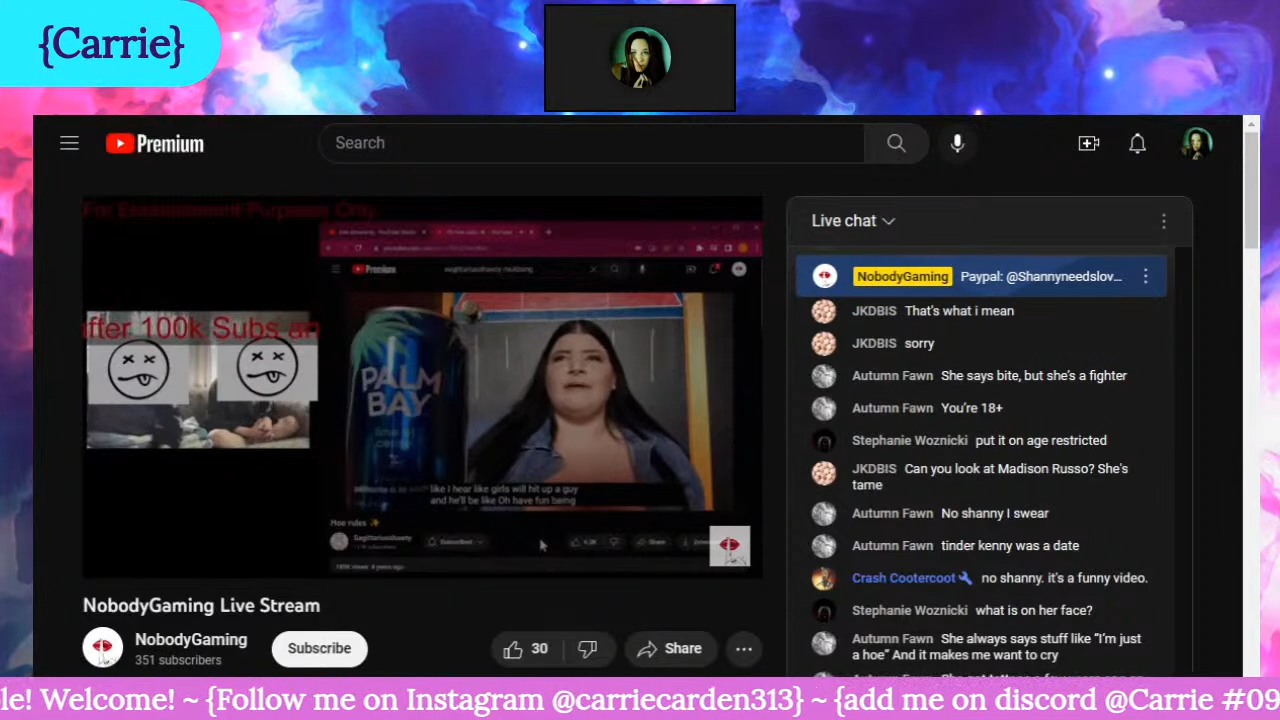 {Carrie}
Premium
Search
For Entertainment Purposes Only
after 100k Subs an
Premium
PALM
BAY
like I hear like girls will hit up a guy
and he'll be like Oh have fun being
Hoe rules ✨
Share
Live chat
NobodyGaming Paypal: @Shannyneedslov...
JKDBIS That's what i mean
JKDBIS sorry
Autumn Fawn She says bite, but she's a fighter
Autumn Fawn You're 18+
Stephanie Woznicki put it on age restricted
JKDBIS Can you look at Madison Russo? She's
tame
Autumn Fawn No shanny I swear
Autumn Fawn tinder kenny was a date
Crash Cootercoot no shanny. it's a funny video.
Stephanie Woznicki what is on her face?
Autumn Fawn She always says stuff like “I'm just
a hoe” And it makes me want to cry
NobodyGaming Live Stream
NobodyGaming
351 subscribers
Subscribe
30
Share
le! Welcome! ~ {Follow me on Instagram @carriecarden313} ~ {add me on discord @Carrie #09